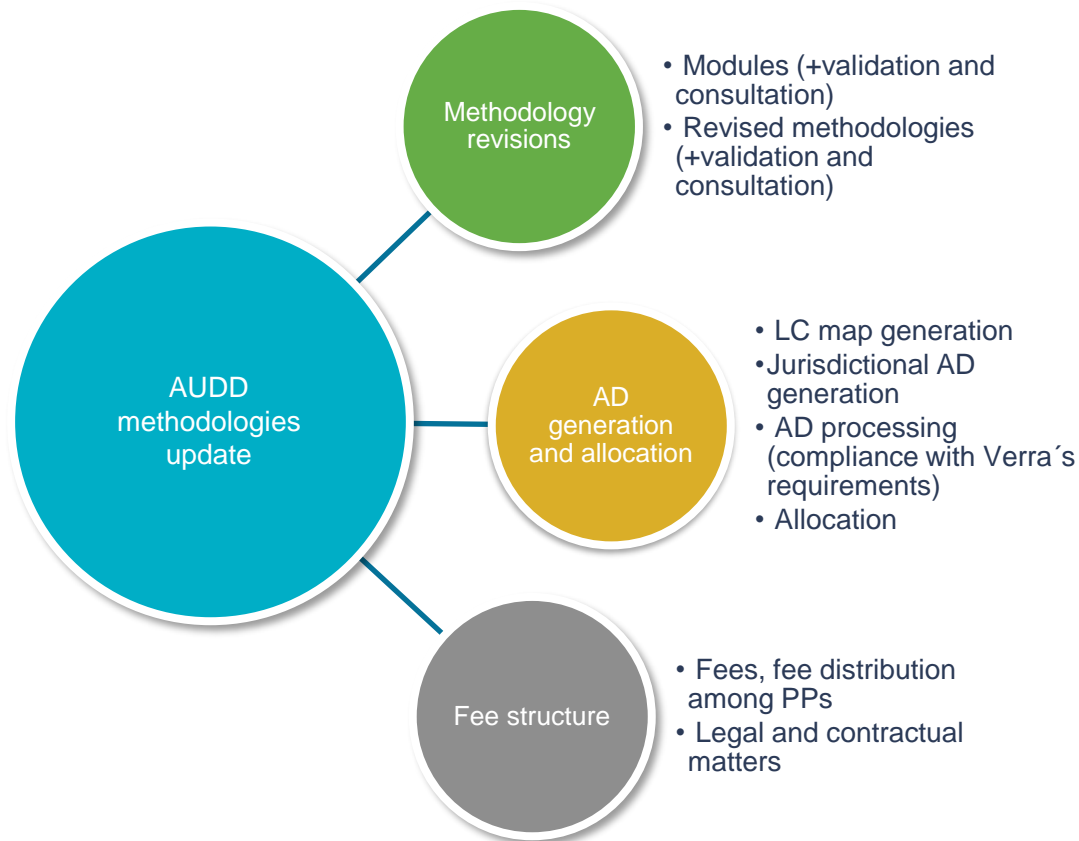 Methodology
revisions
• Modules (+validation and
consultation)
• Revised methodologies
(+validation and
consultation)
AUDD
methodologies
update
AD
generation
and allocation
• LC map generation
•Jurisdictional AD
generation
• AD processing
(compliance with Verra´s
requirements)
• Allocation
Fee structure
• Fees, fee distribution
among PPs
• Legal and contractual
matters